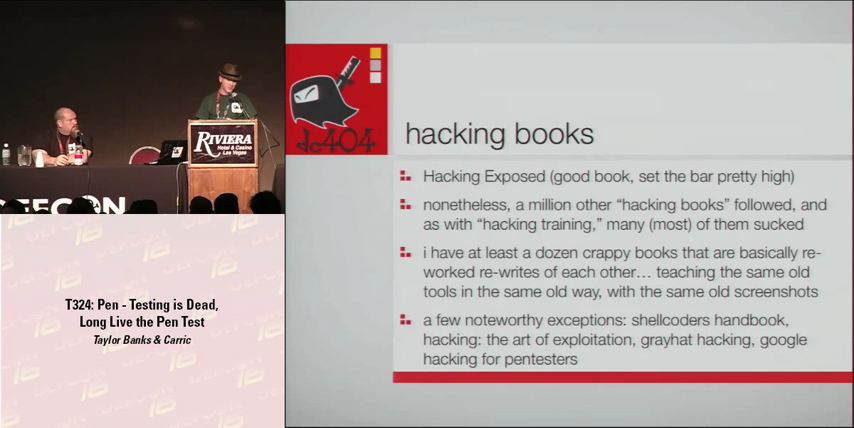 RIVIERA
Hotel & Casino
Las Vegas
DEFCON
T324: Pen - Testing is Dead,
Long Live the Pen Test
Taylor Banks & Carric
dc404
hacking books
Hacking Exposed (good book, set the bar pretty high)
nonetheless, a million other “hacking books” followed, and
as with “hacking training,” many (most) of them sucked
i have at least a dozen crappy books that are basically re-
worked re-writes of each other… teaching the same old
tools in the same old way, with the same old screenshots
a few noteworthy exceptions: shellcoders handbook,
hacking: the art of exploitation, grayhat hacking, google
hacking for pentesters